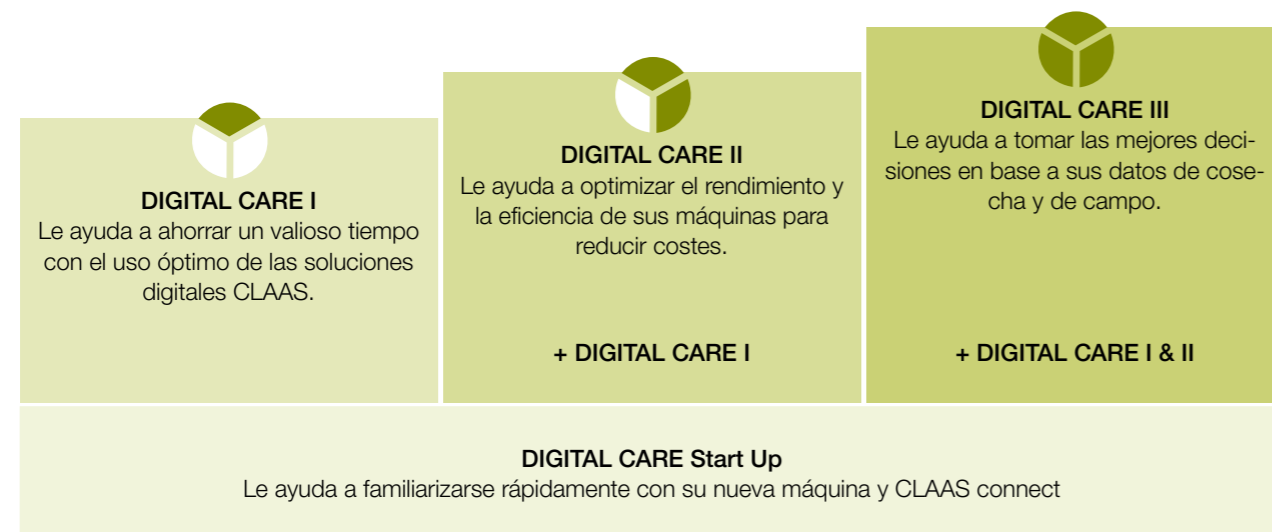 DIGITAL CARE I
Le ayuda a ahorrar un valioso tiempo
con el uso óptimo de las soluciones
digitales CLAAS.
DIGITAL CARE II
Le ayuda a optimizar el rendimiento y
la eficiencia de sus máquinas para
reducir costes.
+ DIGITAL CARE I
DIGITAL CARE III
Le ayuda a tomar las mejores deci-
siones en base a sus datos de cose-
cha y de campo.
+ DIGITAL CARE I & II
DIGITAL CARE Start Up
Le ayuda a familiarizarse rápidamente con su nueva máquina y CLAAS connect